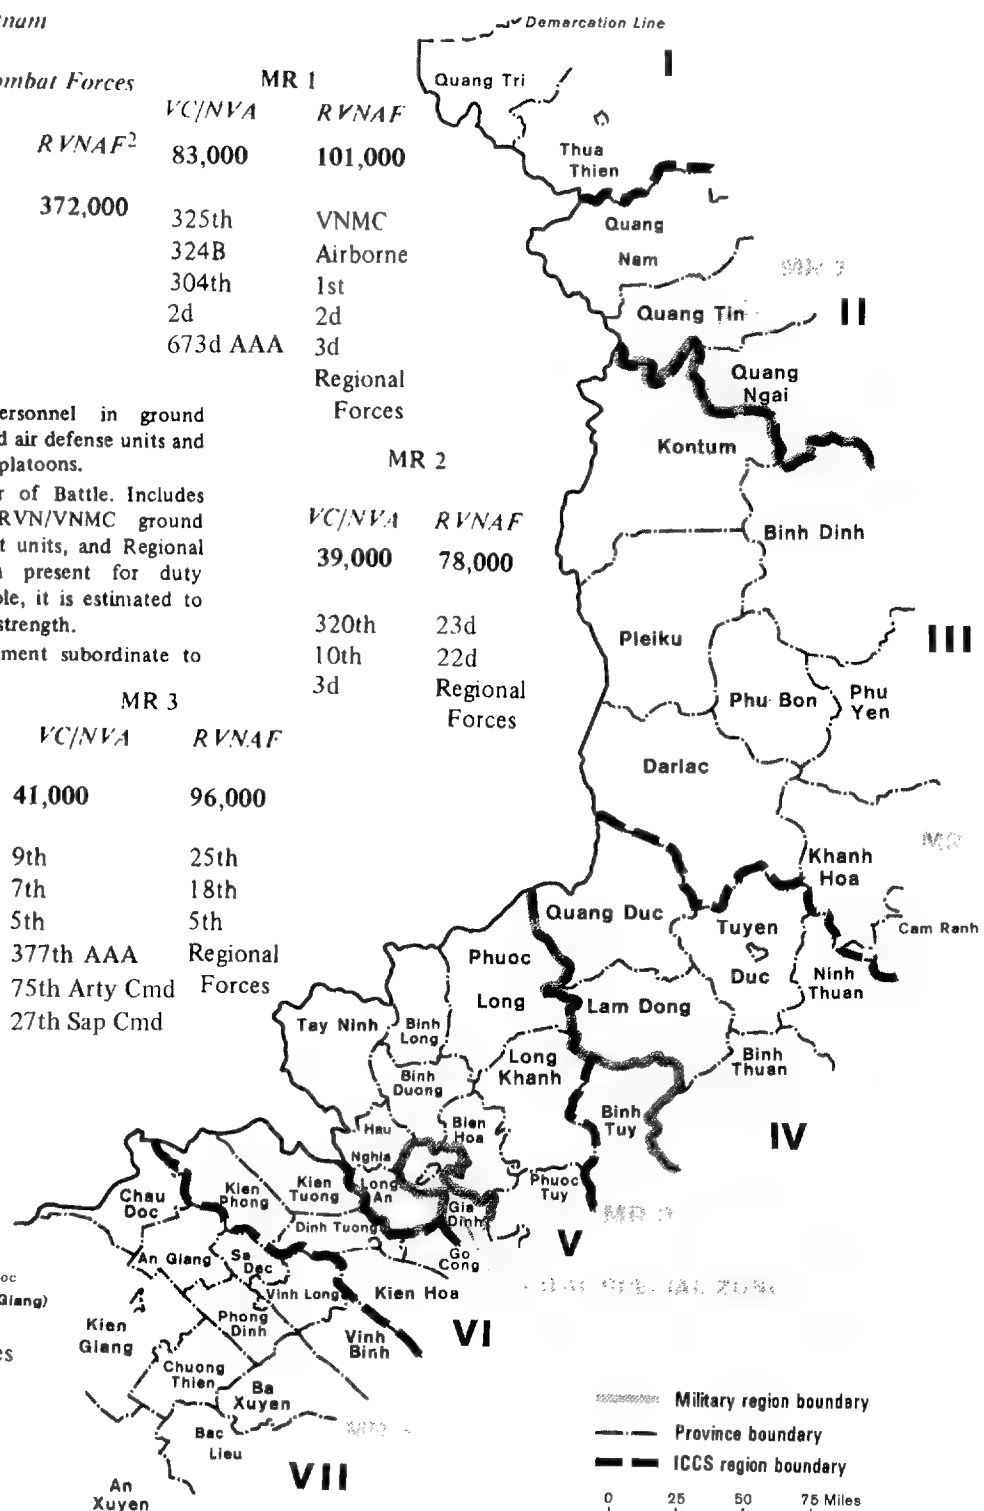 Demarcation Line
Combat Forces
MR 1
VC/NVA RVNAF
RVNAF2
83,000 101,000
372,000
325th VNMC
324B Airborne
304th 1st
2d 2d
673d AAA 3d
Regional
Forces
personnel in ground
air defense units and
platoons.
of Battle. Includes
RVN/VNMC ground
units, and Regional
present for duty
it is estimated to
strength.
subordinate to
MR 2
VC/NVA RVNAF
39,000 78,000
320th 23d
10th 22d
3d Regional
Forces
MR 3
VC/NVA RVNAF
41,000 96,000
9th 25th
7th 18th
5th 5th
377th AAA Regional
75th Arty Cmd Forces
27th Sap Cmd
I
Quang Tri
Thua
Thien
Quang
Nam
Quang Tin
II
Quang
Ngai
Kontum
Binh Dinh
Pleiku
III
Phu Bon
Phu
Yen
Darlac
MR
Khanh
Hoa
Quang Duc
Cam Ranh
Tuyen
Duc
Phuoc
Long
Ninh
Thuan
Lam Dong
Tay Ninh
Binh
Long
Long
Khanh
Binh
Thuan
Binh
Duong
Binh
Tuy
Hau
Nghia
Bien
Hoa
IV
Phuoc
Tuy
Chau
Doc
Kien
Phong
Kien
Tuong
Long
An
Gia
Dinh
MR
Dinh Tuong
V
An Giang
Sa
Dec
Go
Cong
Vinh Long
Kien Hoa
Giang)
Kien
Giang
Phong
Dinh
Vinh
Binh
VI
Chuong
Thien
Ba
Xuyen
Bac
Lieu
VII
An
Xuyen
Military region boundary
Province boundary
ICCS region boundary
0 25 50 75 Miles